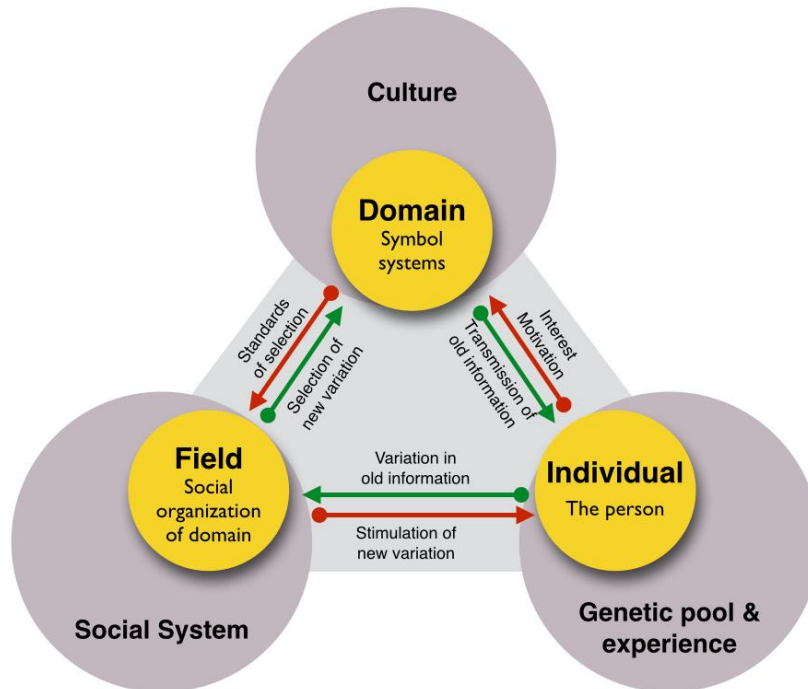 Culture
Domain
Symbol
systems
Standards
of selection
Selection of
new variation
Interest
Motivation
Transmission of
old information
Field
Social
organization
of domain
Variation in
old information
Stimulation of
new variation
Individual
The person
Social System
Genetic pool &
experience